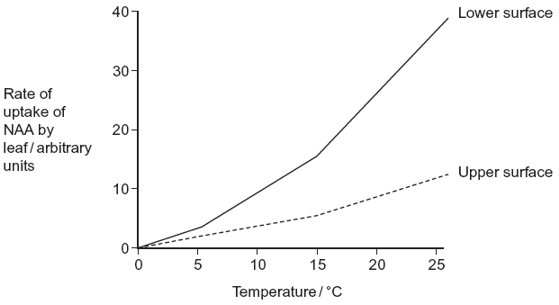 40
Lower surface
30
Rate of
uptake of
NAA by
leaf / arbitrary
units
20
Upper surface
10
0
0 5 10 15 20 25
Temperature / °C